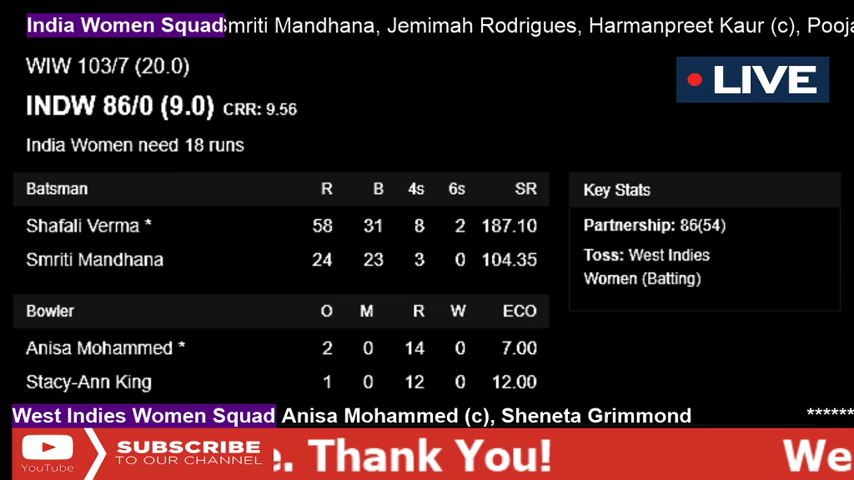 India Women Squad Smriti Mandhana, Jemimah Rodrigues, Harmanpreet Kaur (c), Pooja
WIW 103/7 (20.0)
LIVE
INDW 86/0 (9.0) CRR: 9.56
India Women need 18 runs
Batsman R B 4s 6s SR
Shafali Verma * 58 31 8 2 187.10
Smriti Mandhana 24 23 3 0 104.35
Key Stats
Partnership: 86(54)
Toss: West Indies
Women (Batting)
Bowler O M R W ECO
Anisa Mohammed * 2 0 14 0 7.00
Stacy-Ann King 1 0 12 0 12.00
West Indies Women Squad Anisa Mohammed (c), Sheneta Grimmond ******
YouTube
SUBSCRIBE
TO OUR CHANNEL
e. Thank You! We